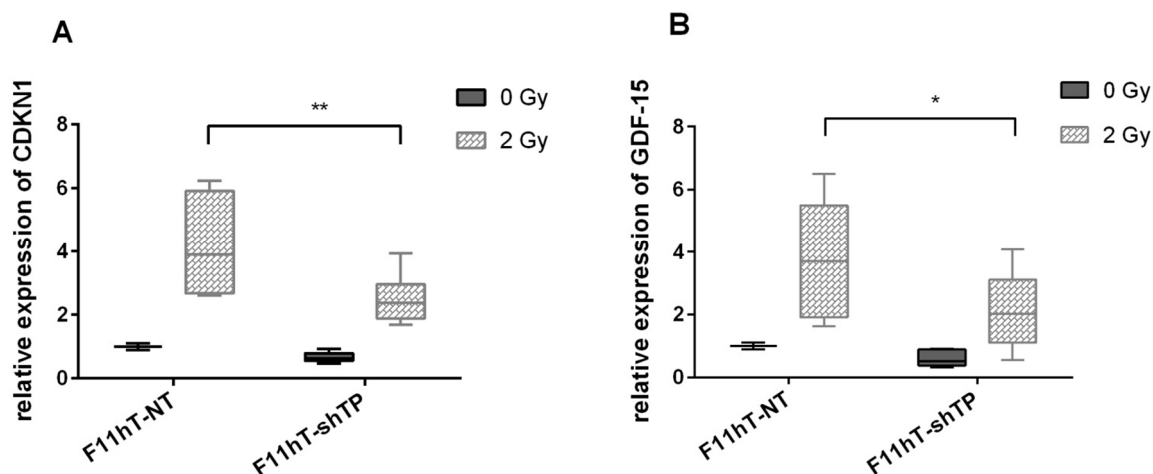 A
relative expression of CDKN1
8
6
4
2
0
**
0 Gy
2 Gy
F11hT-NT
F11hT-shTP
B
relative expression of GDF-15
8
6
4
2
0
*
0 Gy
2 Gy
F11hT-NT
F11hT-shTP